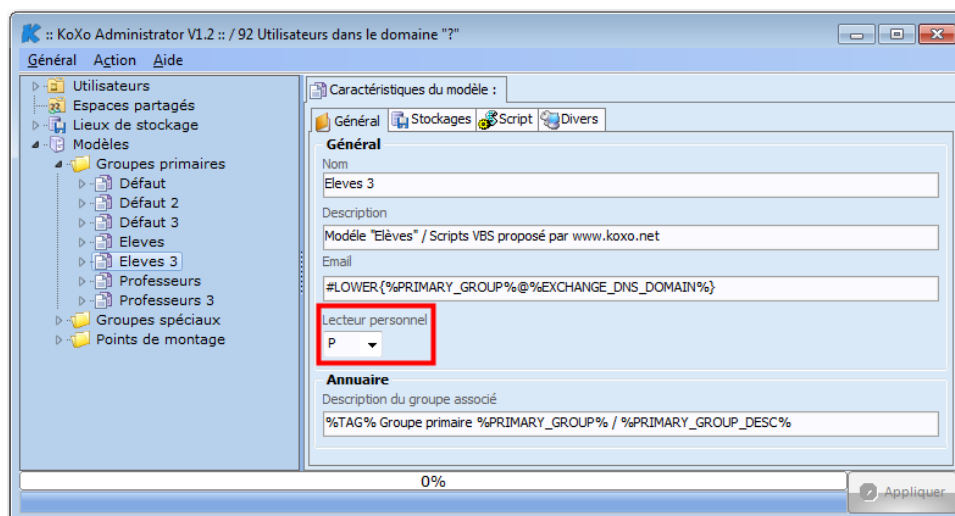 :: KoXo Administrator V1.2 :: / 92 Utilisateurs dans le domaine "?"
Général Action Aide
Utilisateurs
Espaces partagés
Lieux de stockage
Modèles
Groupes primaires
Défaut
Défaut 2
Défaut 3
Eleves
Eleves 3
Professeurs
Professeurs 3
Groupes spéciaux
Points de montage
Caractéristiques du modèle :
Général Stockages Script Divers
Général
Nom
Eleves 3
Description
Modéle "Elèves" / Scripts VBS proposé par www.koxo.net
Email
#LOWER{%PRIMARY_GROUP%@%EXCHANGE_DNS_DOMAIN%}
Lecteur personnel
P
Annuaire
Description du groupe associé
%TAG% Groupe primaire %PRIMARY_GROUP% / %PRIMARY_GROUP_DESC%
0%
Appliquer